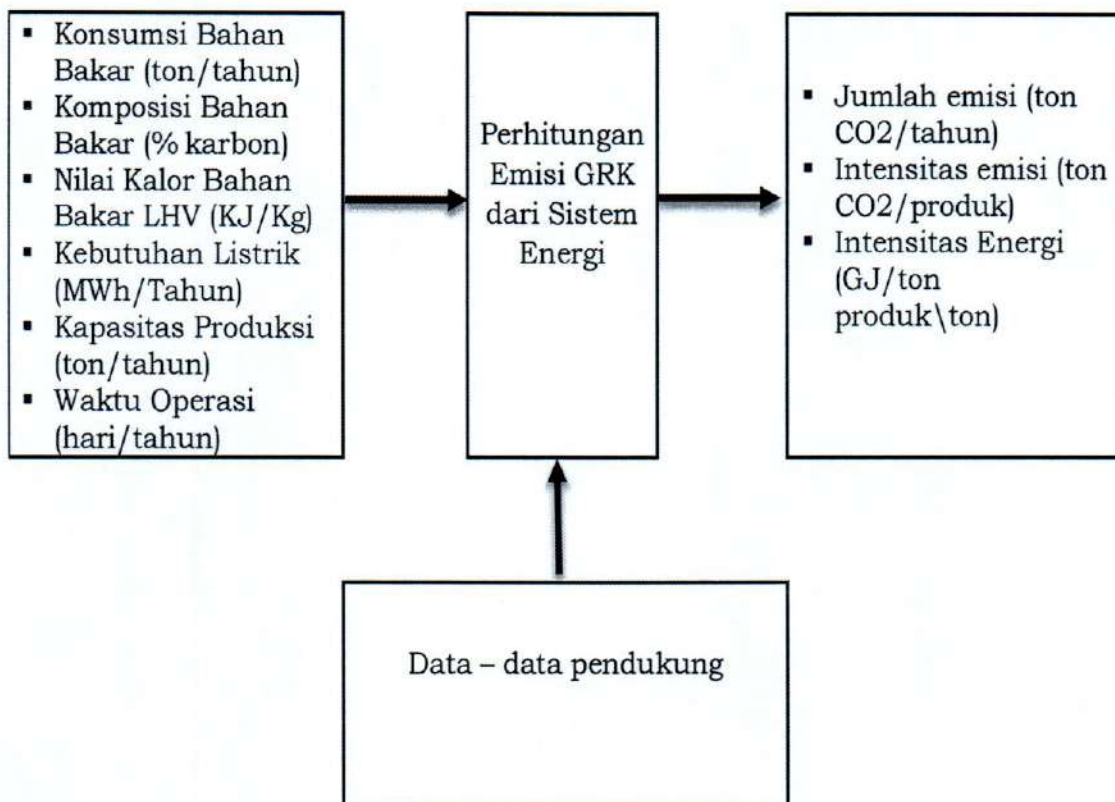 ▪ Konsumsi Bahan
Bakar (ton/tahun)
▪ Komposisi Bahan
Bakar (% karbon)
▪ Nilai Kalor Bahan
Bakar LHV (KJ/Kg)
▪ Kebutuhan Listrik
(MWh/Tahun)
▪ Kapasitas Produksi
(ton/tahun)
▪ Waktu Operasi
(hari/tahun)
Perhitungan
Emisi GRK
dari Sistem
Energi
▪ Jumlah emisi (ton
CO2/tahun)
▪ Intensitas emisi (ton
CO2/produk)
▪ Intensitas Energi
(GJ/ton
produk\ton)
Data – data pendukung